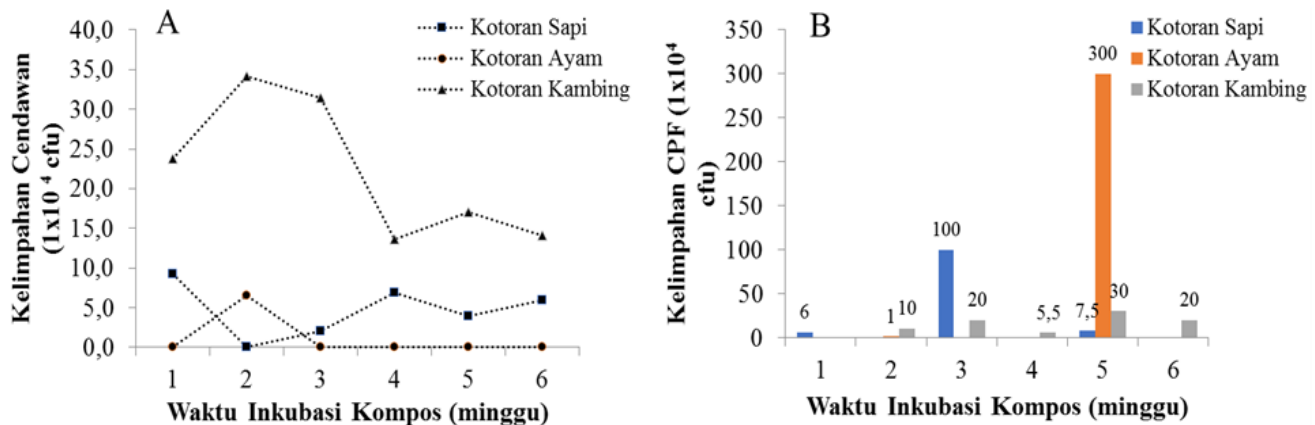 A
Kotoran Sapi
Kotoran Ayam
Kotoran Kambing
Kelimpahan Cendawan
(1x10⁻⁴ cfu)
40,0
35,0
30,0
25,0
20,0
15,0
10,0
5,0
0,0
1 2 3 4 5 6
Waktu Inkubasi Kompos (minggu)
B
Kotoran Sapi
Kotoran Ayam
Kotoran Kambing
Kelimpahan CPF (1x10⁴
cfu)
350
300
250
200
150
100
50
0
6
1
10
100
20
5,5
7,5
300
30
20
1 2 3 4 5 6
Waktu Inkubasi Kompos (minggu)